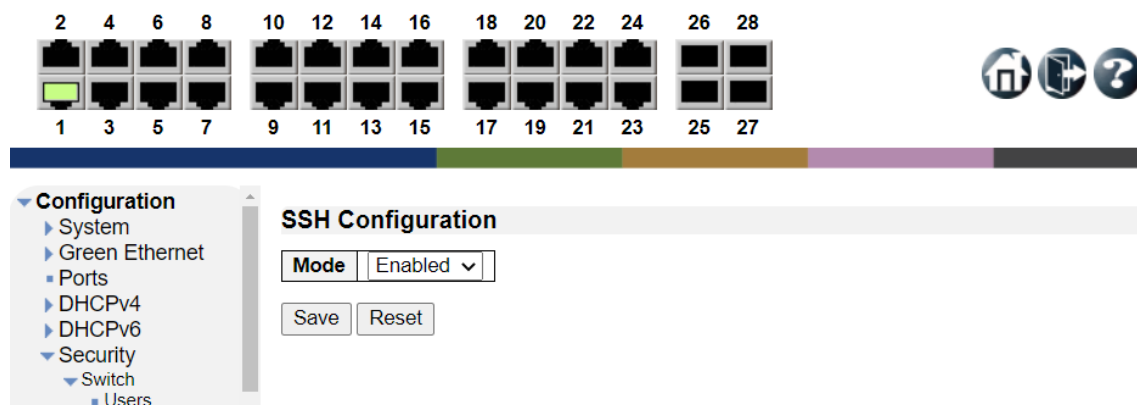 2 4 6 8 10 12 14 16 18 20 22 24 26 28
1 3 5 7 9 11 13 15 17 19 21 23 25 27
Configuration
System
Green Ethernet
Ports
DHCPv4
DHCPv6
Security
Switch
Users
SSH Configuration
Mode Enabled
Save Reset